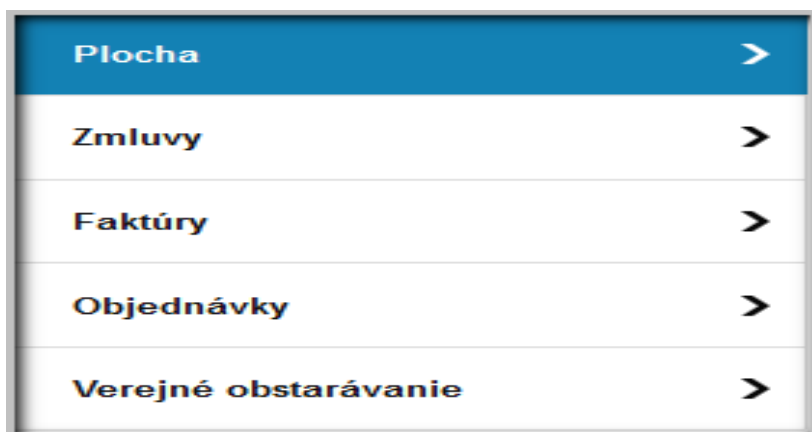 Plocha
Zmluvy
Faktúry
Objednávky
Verejné obstarávanie